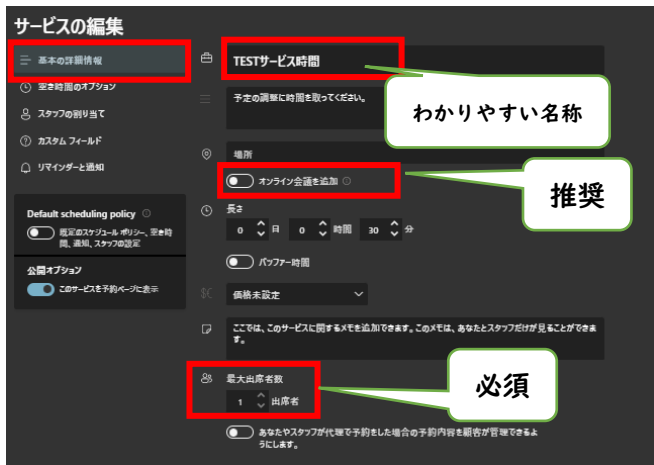 サービスの編集
基本の詳細情報
空き時間のオプション
スタッフの割り当て
カスタム フィールド
リマインダーと通知
Default scheduling policy
既定のスケジュール ポリシー、空き時
間、通知、スタッフの設定
公開オプション
このサービスを予約ページに表示
TESTサービス時間
予定の調整に時間を取ってください。
わかりやすい名称
場所
オンライン会議を追加
推奨
長さ
0 日 0 時間 30 分
バッファー時間
価格未設定
ここでは、このサービスに関するメモを追加できます。このメモは、あなたとスタッフだけが見ることができま
す。
最大出席者数
1 出席者
必須
あなたやスタッフが代理で予約をした場合の予約内容を顧客が管理できるよ
うにします。